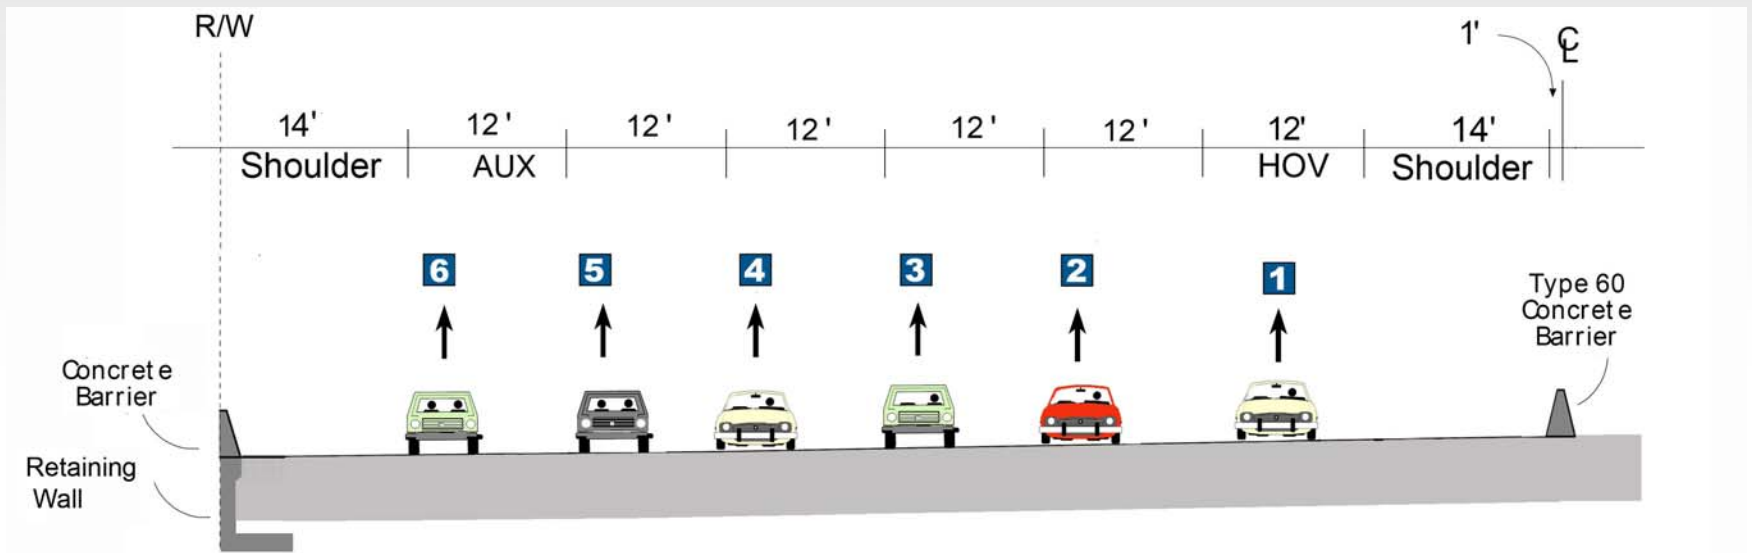 R/W
1'
℄
14'
12 '
12 '
12 '
12 '
12 '
12'
14'
Shoulder
AUX
HOV
Shoulder
6
5
4
3
2
1
Type 60
Concrete
Barrier
Concrete
Barrier
Retaining
Wall